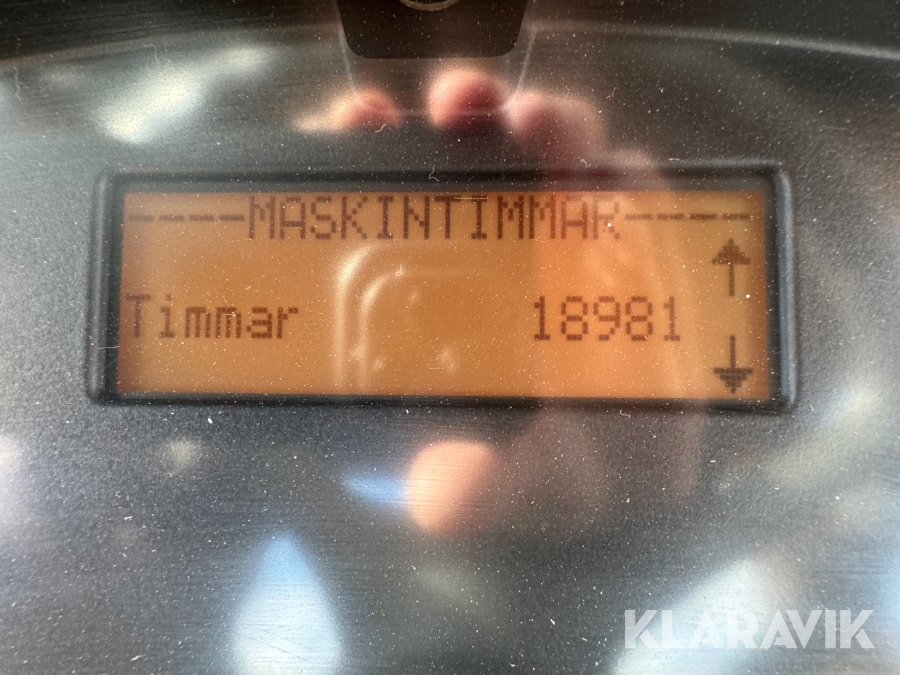 ----MASKINTIMMAR----
Timmar 18981
KLARAVIK